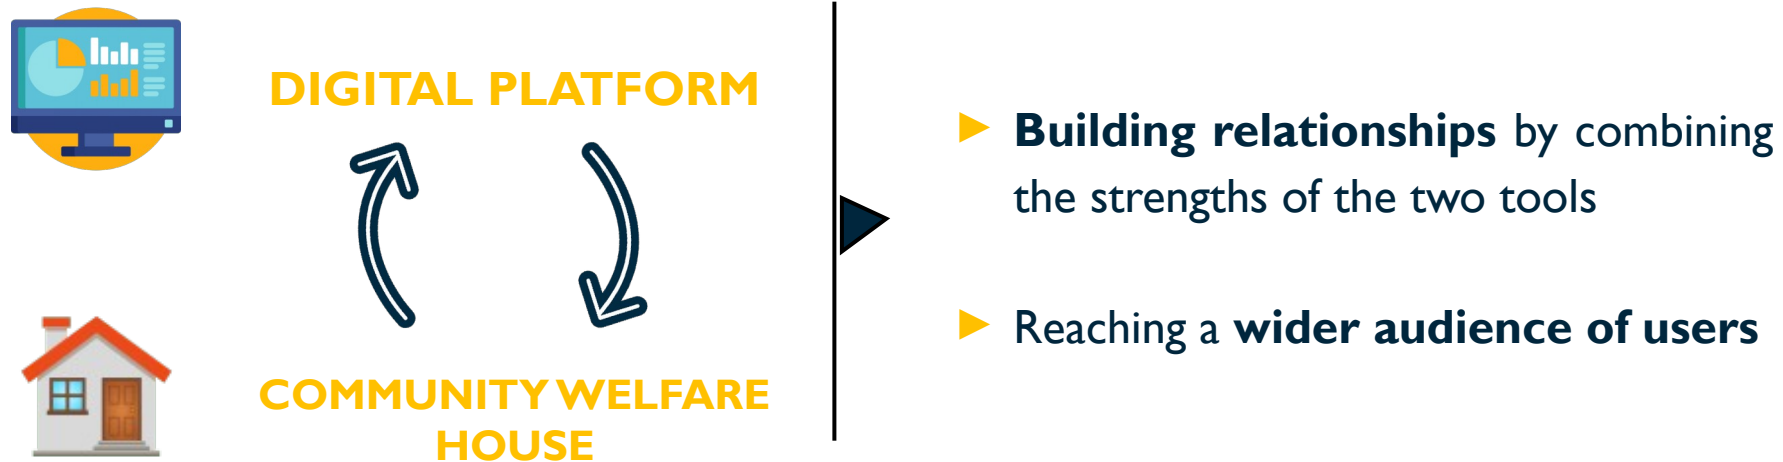 DIGITAL PLATFORM
COMMUNITY WELFARE
HOUSE
Building relationships by combining
the strengths of the two tools
Reaching a wider audience of users